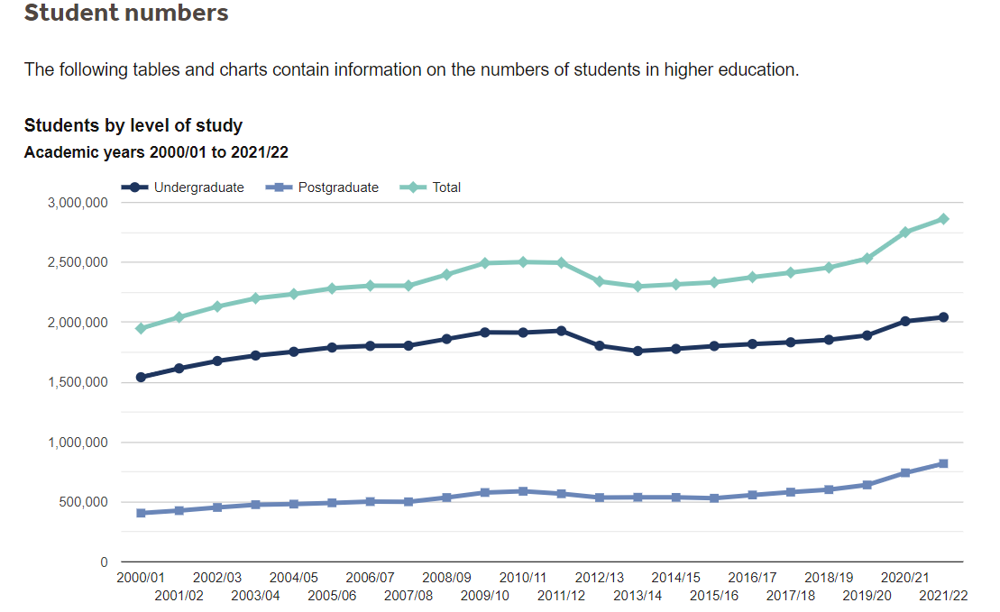 Student numbers
The following tables and charts contain information on the numbers of students in higher education.
Students by level of study
Academic years 2000/01 to 2021/22
Undergraduate Postgraduate Total
3,000,000
2,500,000
2,000,000
1,500,000
1,000,000
500,000
0
2000/01 2002/03 2004/05 2006/07 2008/09 2010/11 2012/13 2014/15 2016/17 2018/19 2020/21
2001/02 2003/04 2005/06 2007/08 2009/10 2011/12 2013/14 2015/16 2017/18 2019/20 2021/22